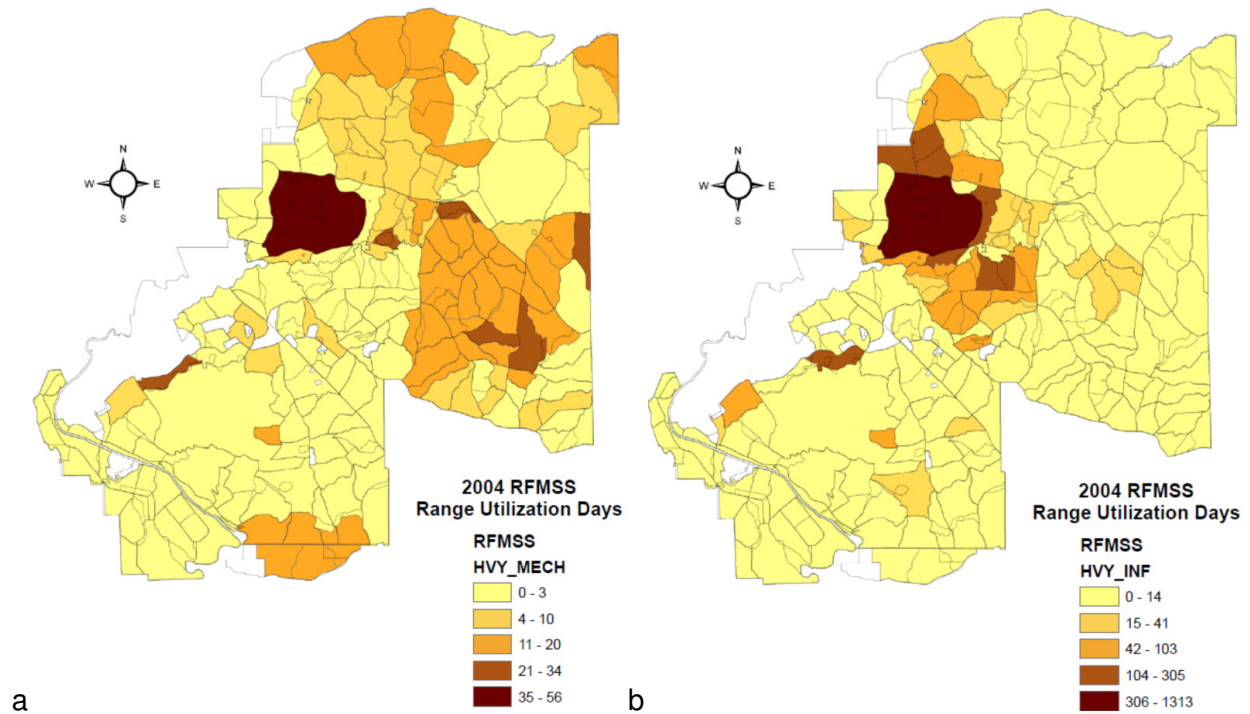 N
W E
S
2004 RFMSS
Range Utilization Days
RFMSS
HVY_MECH
0 - 3
4 - 10
11 - 20
21 - 34
35 - 56
a
N
W E
S
2004 RFMSS
Range Utilization Days
RFMSS
HVY_INF
0 - 14
15 - 41
42 - 103
104 - 305
306 - 1313
b